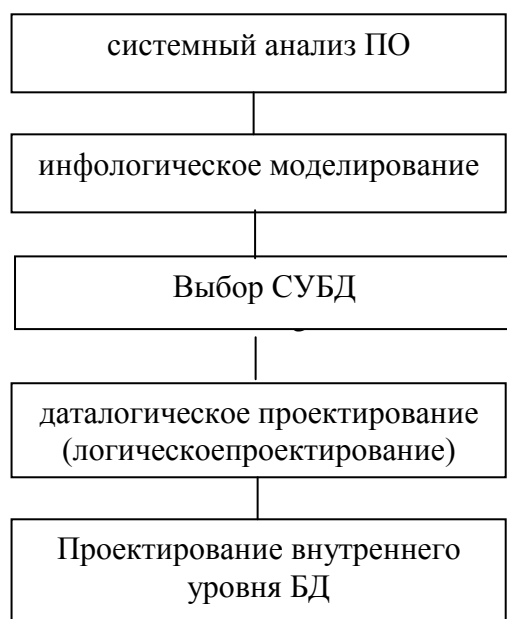 системный анализ ПО
инфологическое моделирование
Выбор СУБД
даталогическое проектирование
(логическоепроектирование)
Проектирование внутреннего
уровня БД